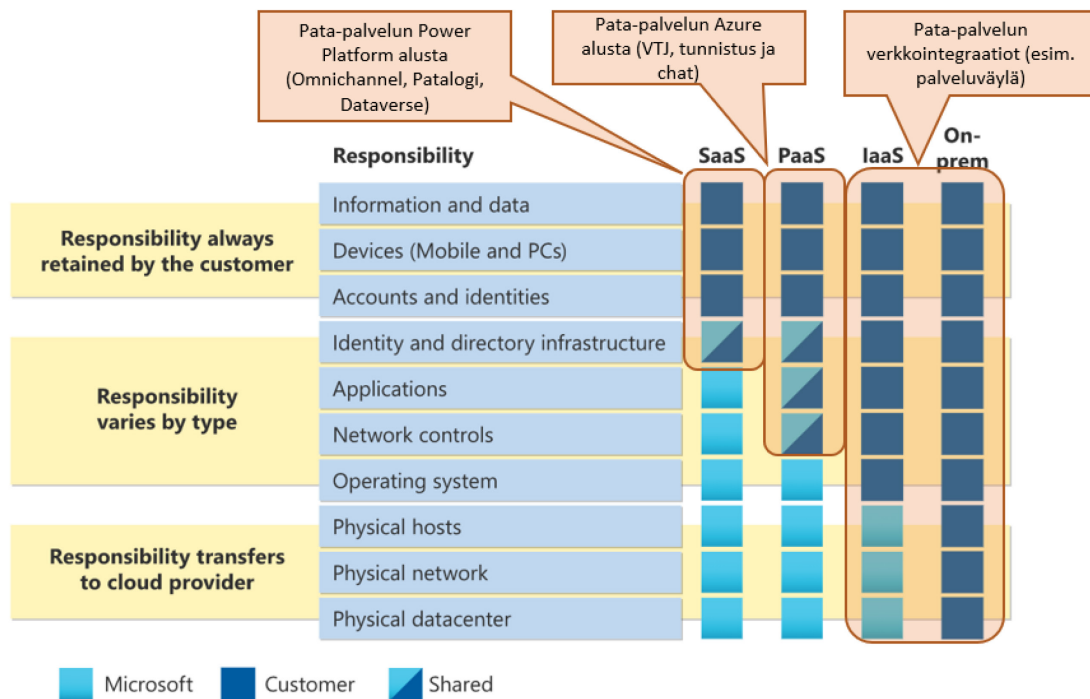 Pata-palvelun Power
Platform alusta
(Omnichannel, Patalogi,
Dataverse)
Pata-palvelun Azure
alusta (VTJ, tunnistus ja
chat)
Pata-palvelun
verkkointegraatiot (esim.
palveluväylä)
Responsibility
SaaS
PaaS
IaaS
On-
prem
Responsibility always
retained by the customer
Information and data
Devices (Mobile and PCs)
Accounts and identities
Responsibility
varies by type
Identity and directory infrastructure
Applications
Network controls
Operating system
Responsibility transfers
to cloud provider
Physical hosts
Physical network
Physical datacenter
Microsoft
Customer
Shared